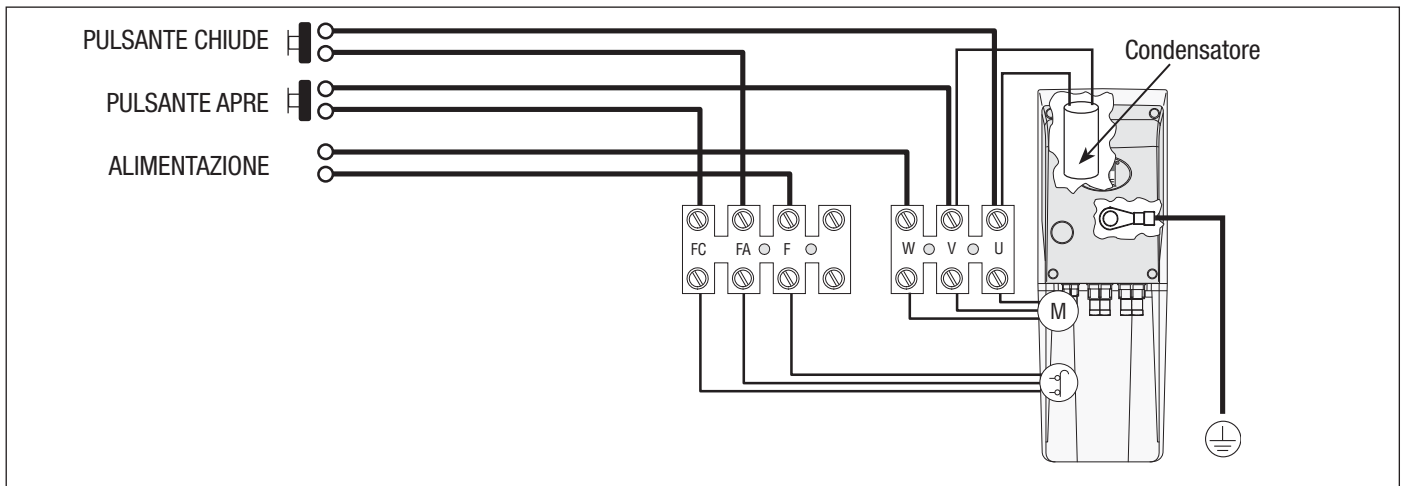 PULSANTE CHIUDE
Condensatore
PULSANTE APRE
ALIMENTAZIONE
FC FA F W V U
M